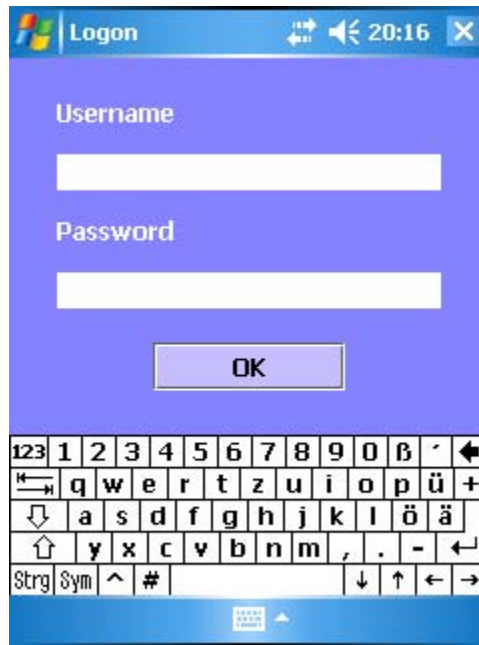 Logon 20:16
Username
Password
OK
123 1 2 3 4 5 6 7 8 9 0 ß ´
q w e r t z u i o p ü +
a s d f g h j k l ö ä
y x c v b n m , . -
Strg Sym ^ # ↓ ↑ ← →